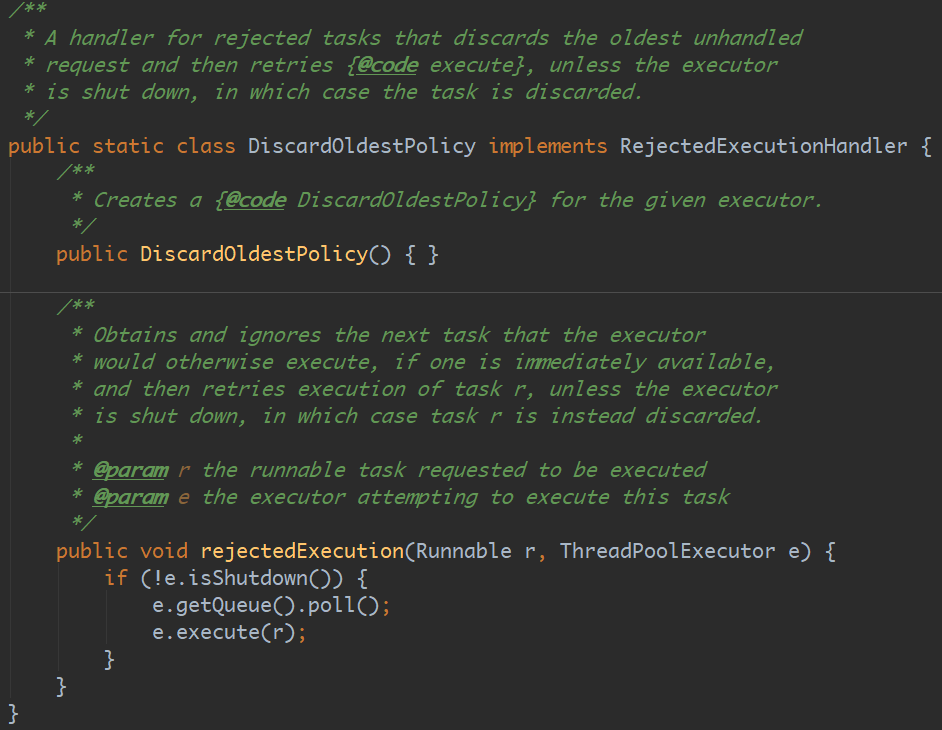 /**
 * A handler for rejected tasks that discards the oldest unhandled
 * request and then retries {@code execute}, unless the executor
 * is shut down, in which case the task is discarded.
 */
public static class DiscardOldestPolicy implements RejectedExecutionHandler {
    /**
     * Creates a {@code DiscardOldestPolicy} for the given executor.
     */
    public DiscardOldestPolicy() { }
    /**
     * Obtains and ignores the next task that the executor
     * would otherwise execute, if one is immediately available,
     * and then retries execution of task r, unless the executor
     * is shut down, in which case task r is instead discarded.
     *
     * @param r the runnable task requested to be executed
     * @param e the executor attempting to execute this task
     */
    public void rejectedExecution(Runnable r, ThreadPoolExecutor e) {
        if (!e.isShutdown()) {
            e.getQueue().poll();
            e.execute(r);
        }
    }
}